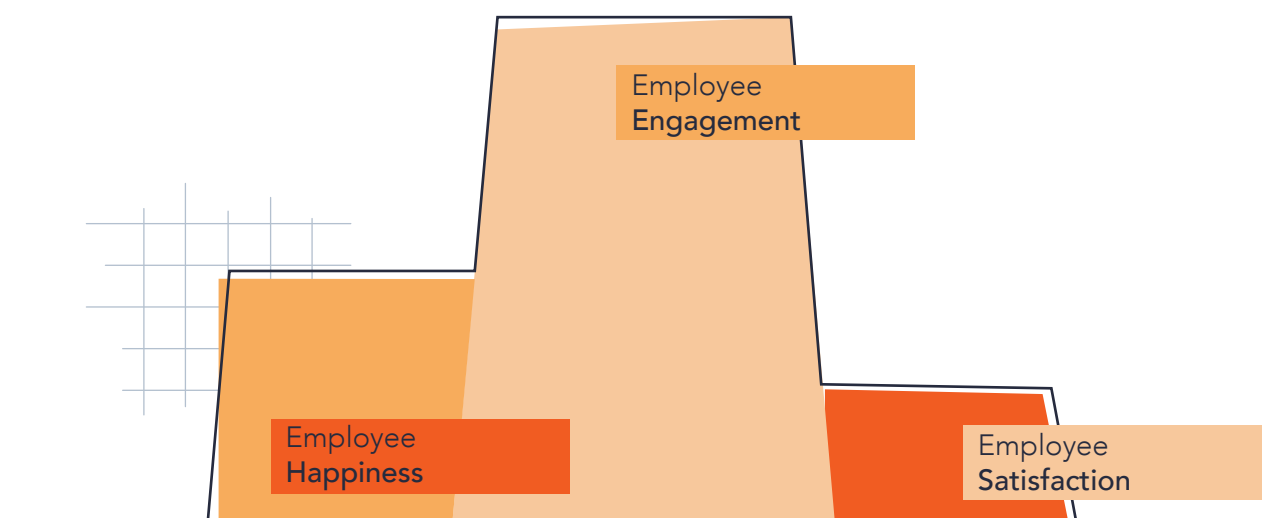 Employee
Engagement
Employee
Happiness
Employee
Satisfaction